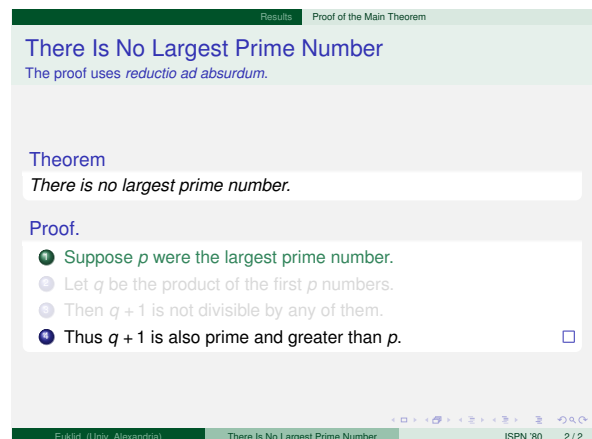 Results Proof of the Main Theorem
There Is No Largest Prime Number
The proof uses reductio ad absurdum.
Theorem
There is no largest prime number.
Proof.
1 Suppose p were the largest prime number.
2 Let q be the product of the first p numbers.
3 Then q + 1 is not divisible by any of them.
4 Thus q + 1 is also prime and greater than p.
Euklid (Univ. Alexandria) There Is No Largest Prime Number ISPN '80 2 / 2